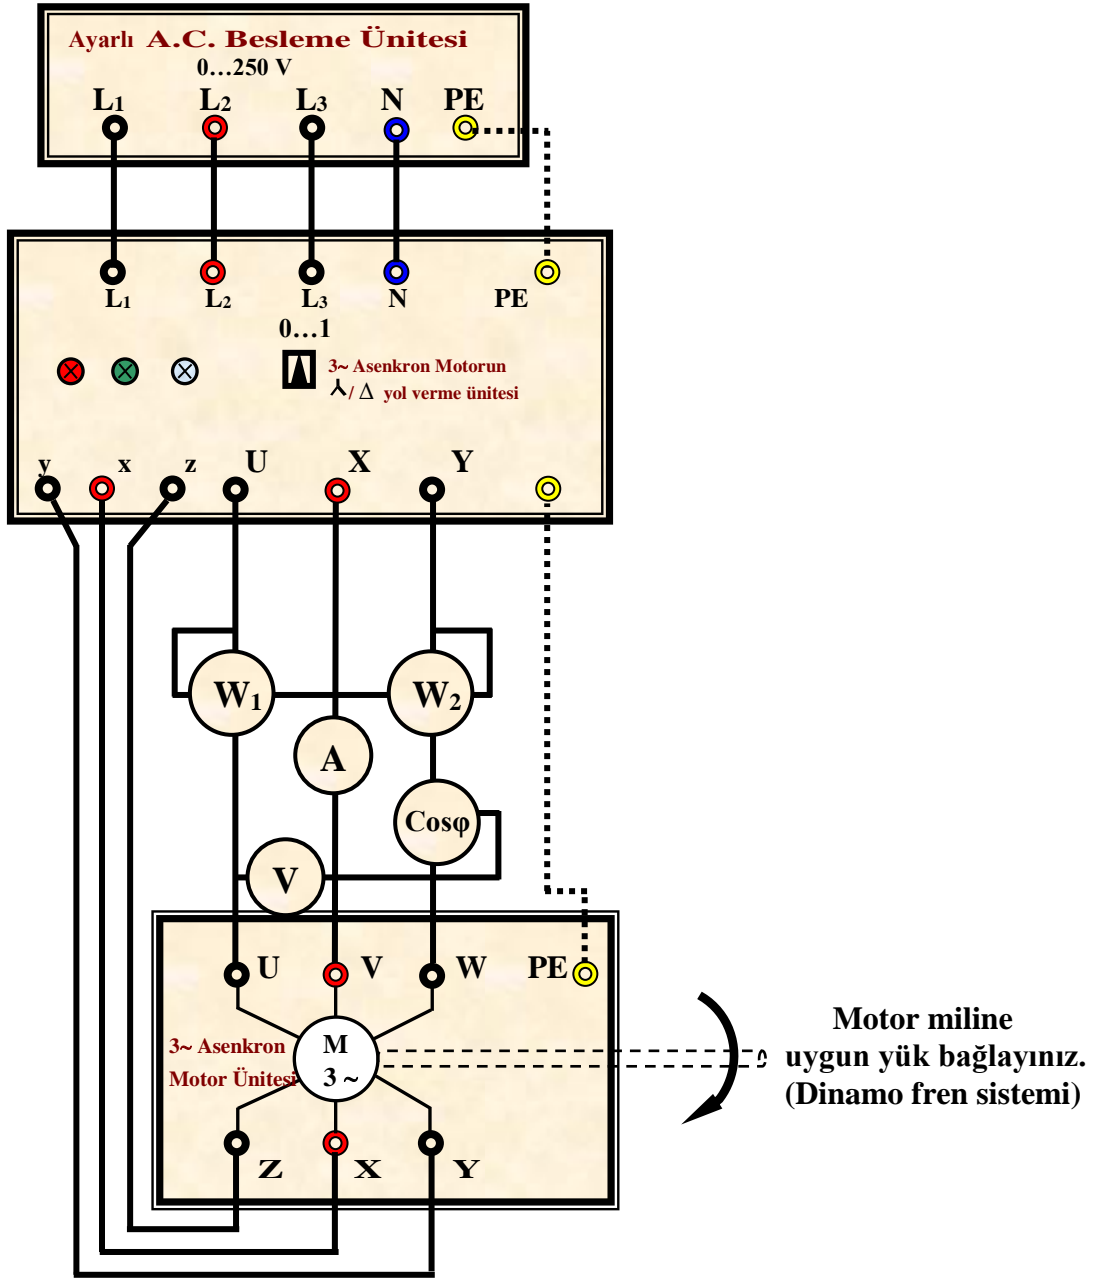 Ayarlı A.C. Besleme Ünitesi
0...250 V
L1 L2 L3 N PE
L1 L2 L3 N PE
0...1
3~ Asenkron Motorun
⅄/ Δ yol verme ünitesi
y x z U X Y
W1 W2
A
Cosφ
V
U V W PE
3~ Asenkron
Motor Ünitesi
M
3 ~
Z X Y
Motor miline
uygun yük bağlayınız.
(Dinamo fren sistemi)